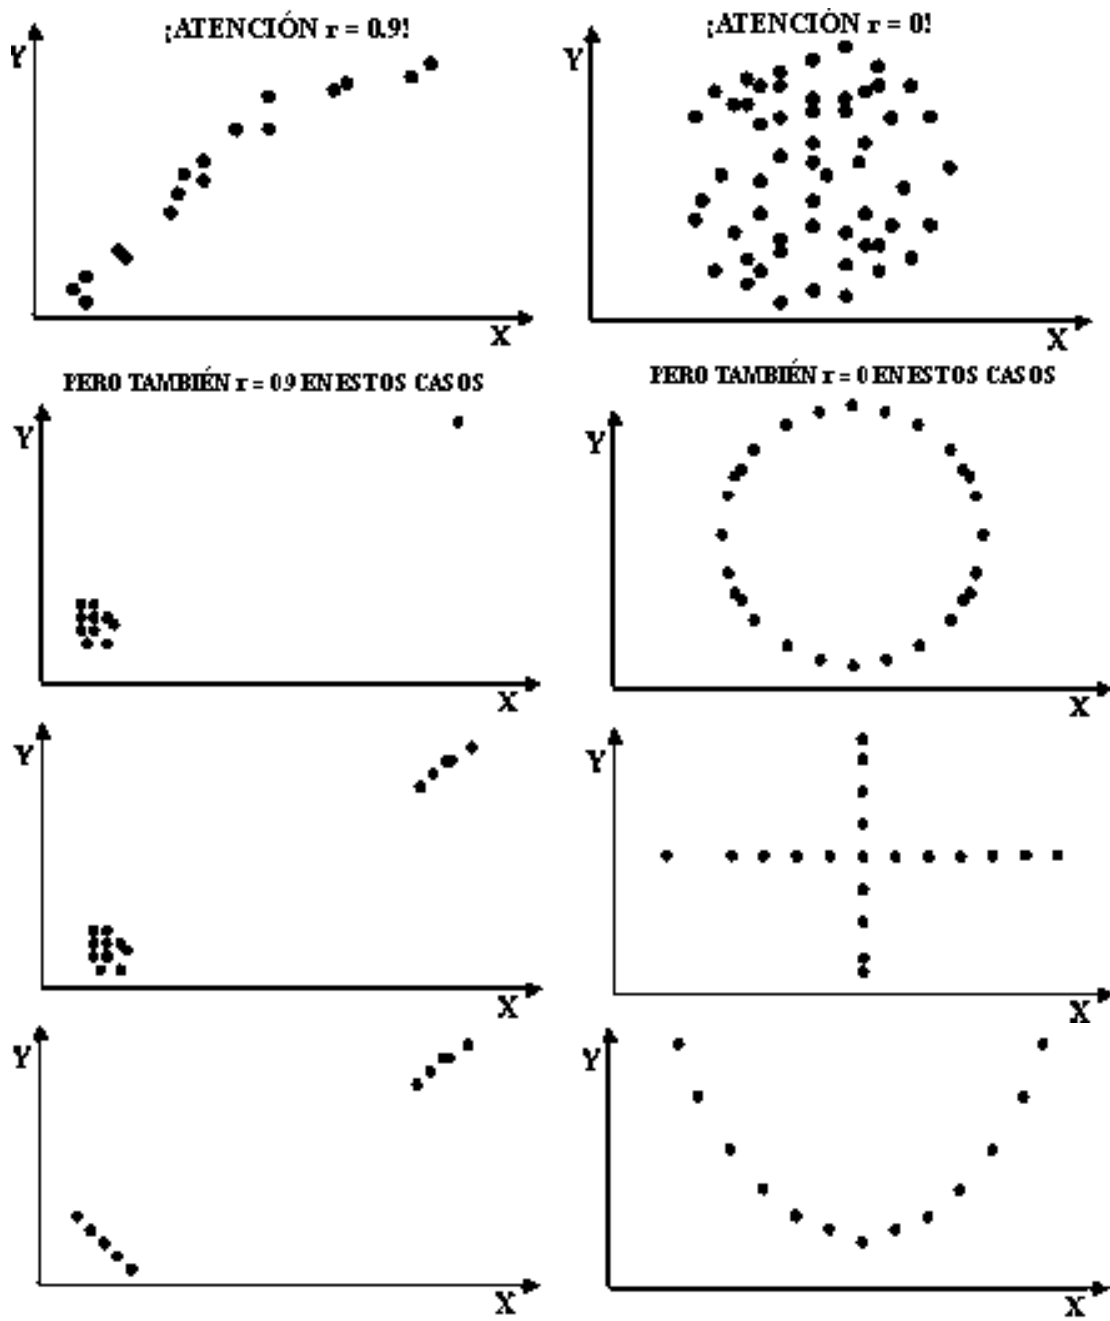 ¡ATENCIÓN r = 0.9!
¡ATENCIÓN r = 0!
Y
X
Y
X
PERO TAMBIÉN r = 0.9 EN ESTOS CASOS
PERO TAMBIÉN r = 0 EN ESTOS CASOS
Y
X
Y
X
Y
X
Y
X
Y
X
Y
X